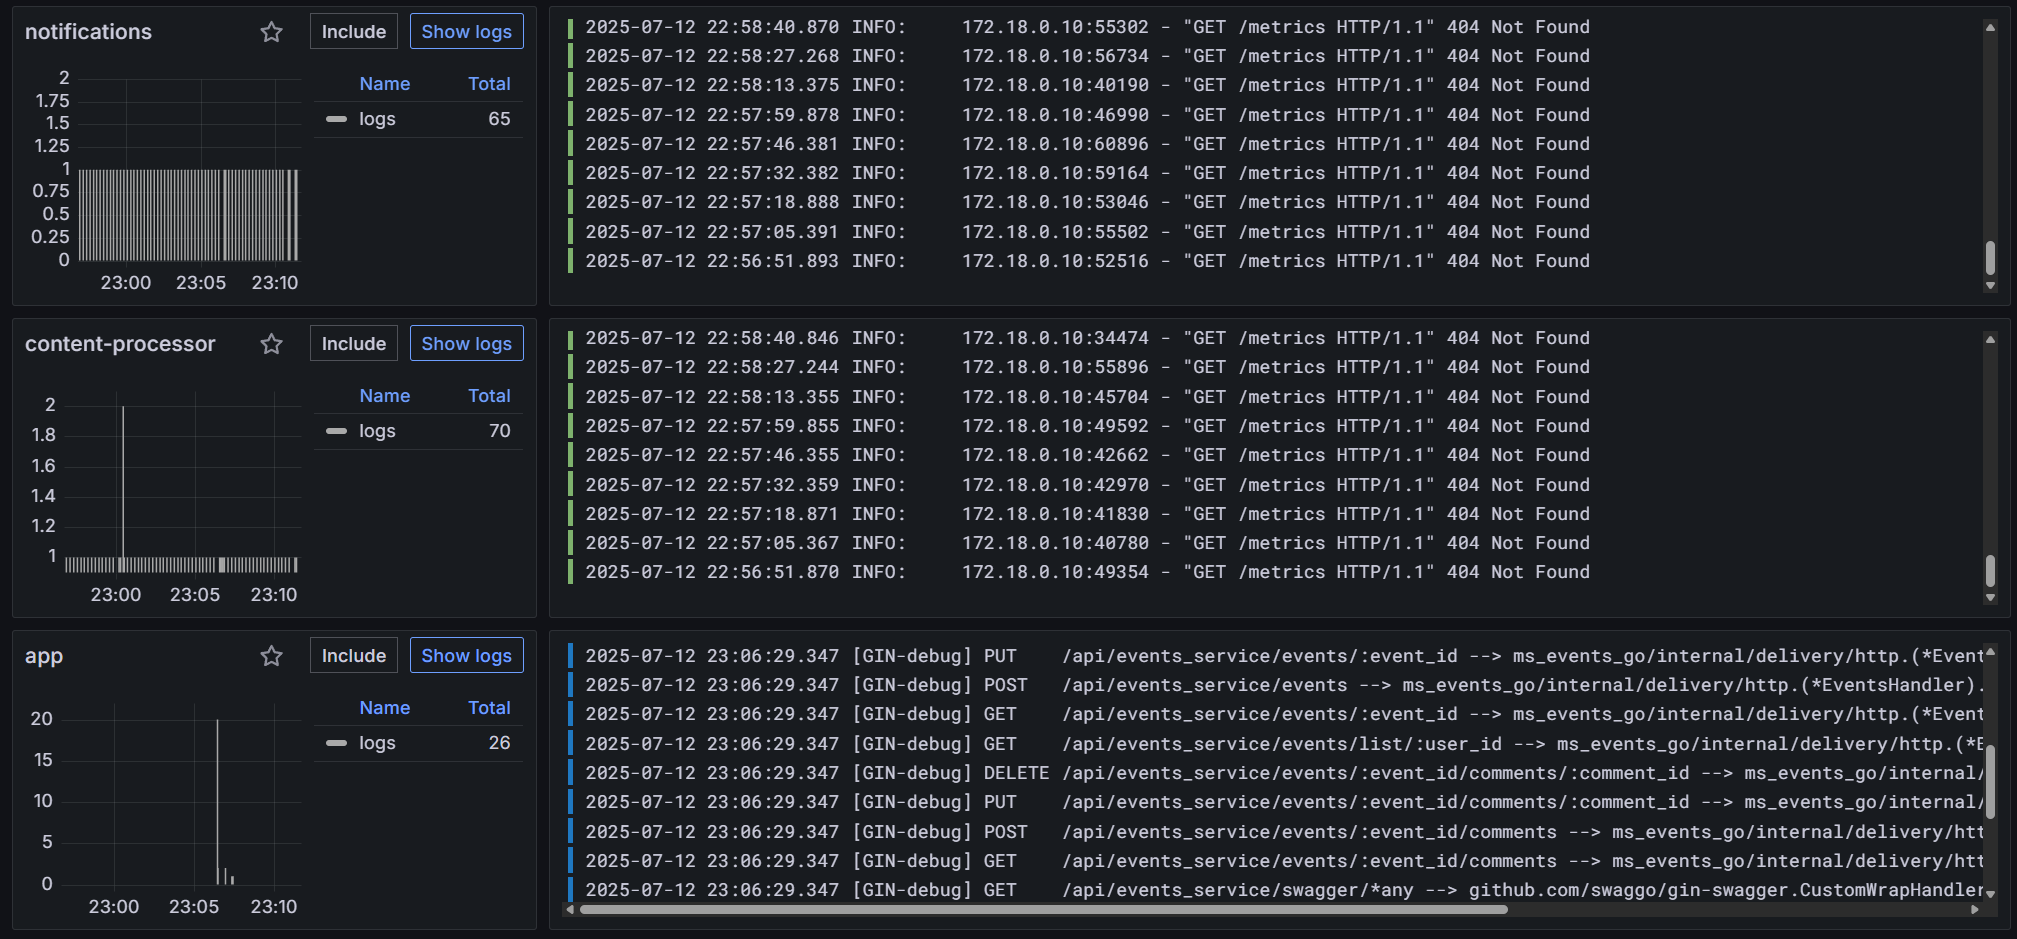 notifications Include Show logs
Name Total
logs 65
2
1.75
1.5
1.25
1
0.75
0.5
0.25
0
23:00 23:05 23:10
2025-07-12 22:58:40.870 INFO: 172.18.0.10:55302 - "GET /metrics HTTP/1.1" 404 Not Found
2025-07-12 22:58:27.268 INFO: 172.18.0.10:56734 - "GET /metrics HTTP/1.1" 404 Not Found
2025-07-12 22:58:13.375 INFO: 172.18.0.10:40190 - "GET /metrics HTTP/1.1" 404 Not Found
2025-07-12 22:57:59.878 INFO: 172.18.0.10:46990 - "GET /metrics HTTP/1.1" 404 Not Found
2025-07-12 22:57:46.381 INFO: 172.18.0.10:60896 - "GET /metrics HTTP/1.1" 404 Not Found
2025-07-12 22:57:32.382 INFO: 172.18.0.10:59164 - "GET /metrics HTTP/1.1" 404 Not Found
2025-07-12 22:57:18.888 INFO: 172.18.0.10:53046 - "GET /metrics HTTP/1.1" 404 Not Found
2025-07-12 22:57:05.391 INFO: 172.18.0.10:55502 - "GET /metrics HTTP/1.1" 404 Not Found
2025-07-12 22:56:51.893 INFO: 172.18.0.10:52516 - "GET /metrics HTTP/1.1" 404 Not Found
content-processor Include Show logs
Name Total
logs 70
2
1.8
1.6
1.4
1.2
1
23:00 23:05 23:10
2025-07-12 22:58:40.846 INFO: 172.18.0.10:34474 - "GET /metrics HTTP/1.1" 404 Not Found
2025-07-12 22:58:27.244 INFO: 172.18.0.10:55896 - "GET /metrics HTTP/1.1" 404 Not Found
2025-07-12 22:58:13.355 INFO: 172.18.0.10:45704 - "GET /metrics HTTP/1.1" 404 Not Found
2025-07-12 22:57:59.855 INFO: 172.18.0.10:49592 - "GET /metrics HTTP/1.1" 404 Not Found
2025-07-12 22:57:46.355 INFO: 172.18.0.10:42662 - "GET /metrics HTTP/1.1" 404 Not Found
2025-07-12 22:57:32.359 INFO: 172.18.0.10:42970 - "GET /metrics HTTP/1.1" 404 Not Found
2025-07-12 22:57:18.871 INFO: 172.18.0.10:41830 - "GET /metrics HTTP/1.1" 404 Not Found
2025-07-12 22:57:05.367 INFO: 172.18.0.10:40780 - "GET /metrics HTTP/1.1" 404 Not Found
2025-07-12 22:56:51.870 INFO: 172.18.0.10:49354 - "GET /metrics HTTP/1.1" 404 Not Found
app Include Show logs
Name Total
logs 26
20
15
10
5
0
23:00 23:05 23:10
2025-07-12 23:06:29.347 [GIN-debug] PUT /api/events_service/events/:event_id --> ms_events_go/internal/delivery/http.(*Event
2025-07-12 23:06:29.347 [GIN-debug] POST /api/events_service/events --> ms_events_go/internal/delivery/http.(*EventsHandler).
2025-07-12 23:06:29.347 [GIN-debug] GET /api/events_service/events/:event_id --> ms_events_go/internal/delivery/http.(*Event
2025-07-12 23:06:29.347 [GIN-debug] GET /api/events_service/events/list/:user_id --> ms_events_go/internal/delivery/http.(*E
2025-07-12 23:06:29.347 [GIN-debug] DELETE /api/events_service/events/:event_id/comments/:comment_id --> ms_events_go/internal/
2025-07-12 23:06:29.347 [GIN-debug] PUT /api/events_service/events/:event_id/comments/:comment_id --> ms_events_go/internal/
2025-07-12 23:06:29.347 [GIN-debug] POST /api/events_service/events/:event_id/comments --> ms_events_go/internal/delivery/htt
2025-07-12 23:06:29.347 [GIN-debug] GET /api/events_service/events/:event_id/comments --> ms_events_go/internal/delivery/htt
2025-07-12 23:06:29.347 [GIN-debug] GET /api/events_service/swagger/*any --> github.com/swaggo/gin-swagger.CustomWrapHandler